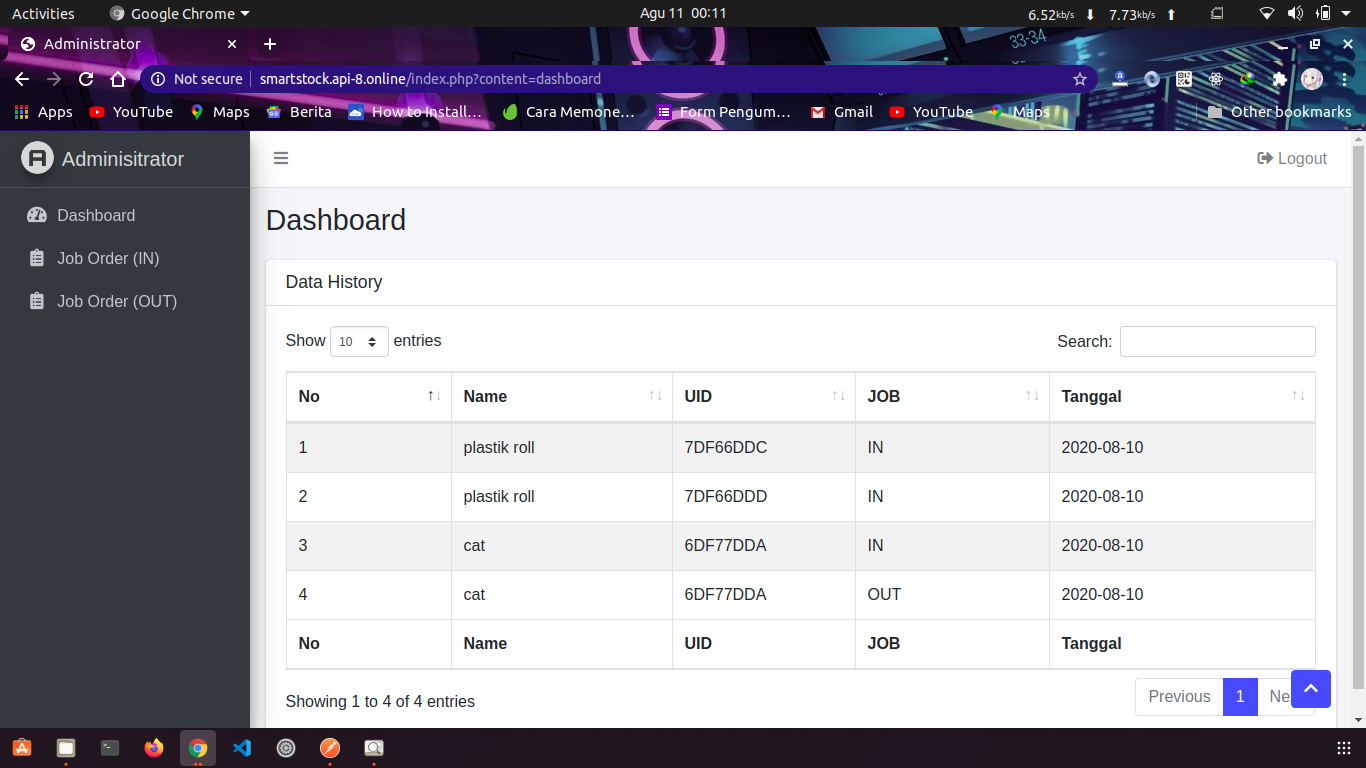 Activities Google Chrome Agu 11 00:11 6.52kb/s 7.73kb/s
Administrator
33-34
Not secure smartstock.api-8.online/index.php?content=dashboard
Apps YouTube Maps Berita How to Install... Cara Memone... Form Pengum... Gmail YouTube Maps Other bookmarks
Adminisitrator Logout
Dashboard
Job Order (IN)
Job Order (OUT)
Dashboard
Data History
Show 10 entries Search:
No Name UID JOB Tanggal
1 plastik roll 7DF66DDC IN 2020-08-10
2 plastik roll 7DF66DDD IN 2020-08-10
3 cat 6DF77DDA IN 2020-08-10
4 cat 6DF77DDA OUT 2020-08-10
No Name UID JOB Tanggal
Showing 1 to 4 of 4 entries Previous 1